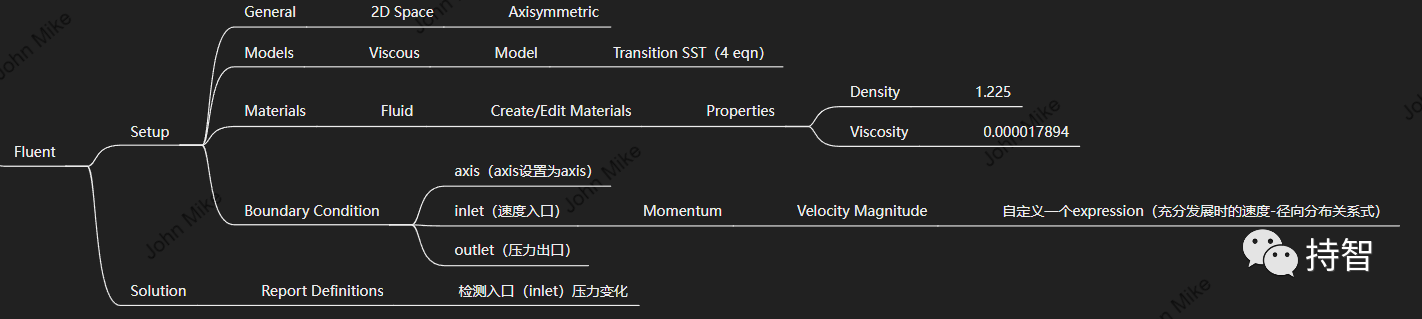 General 2D Space Axisymmetric
Models Viscous Model Transition SST（4 eqn）
Materials Fluid Create/Edit Materials Properties
Density 1.225
Viscosity 0.000017894
Setup
Fluent
axis（axis设置为axis）
Boundary Condition
inlet（速度入口） Momentum Velocity Magnitude 自定义一个expression（充分发展时的速度-径向分布关系式）
outlet（压力出口）
Solution Report Definitions 检测入口（inlet）压力变化
持智
John Mike
John Mike
John Mike
John Mike
John Mike
John Mike